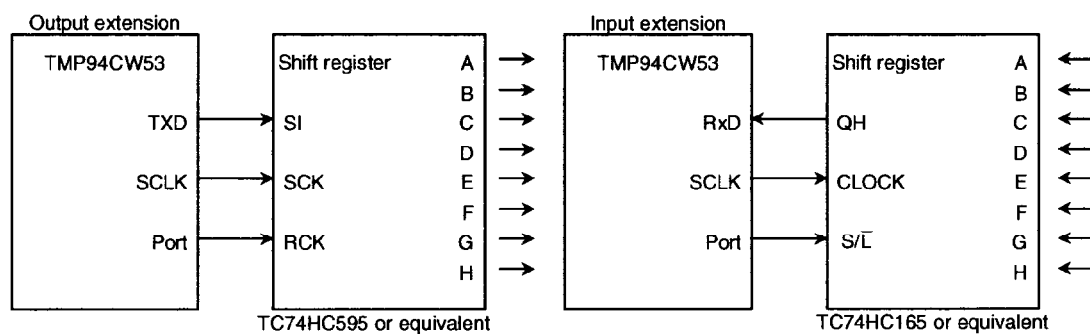 Output extension
TMP94CW53
TXD
SCLK
Port
Shift register
SI
SCK
RCK
A
B
C
D
E
F
G
H
TC74HC595 or equivalent
Input extension
TMP94CW53
RxD
SCLK
Port
Shift register
QH
CLOCK
S/L̅
A
B
C
D
E
F
G
H
TC74HC165 or equivalent